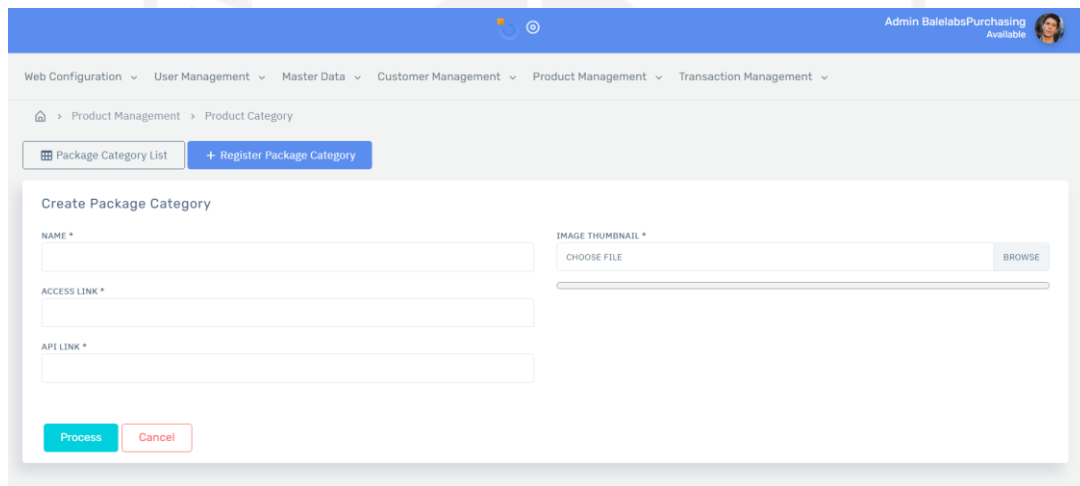 Admin BalelabsPurchasing
Available
Web Configuration User Management Master Data Customer Management Product Management Transaction Management
> Product Management > Product Category
Package Category List + Register Package Category
Create Package Category
NAME * IMAGE THUMBNAIL *
CHOOSE FILE BROWSE
ACCESS LINK *
API LINK *
Process Cancel